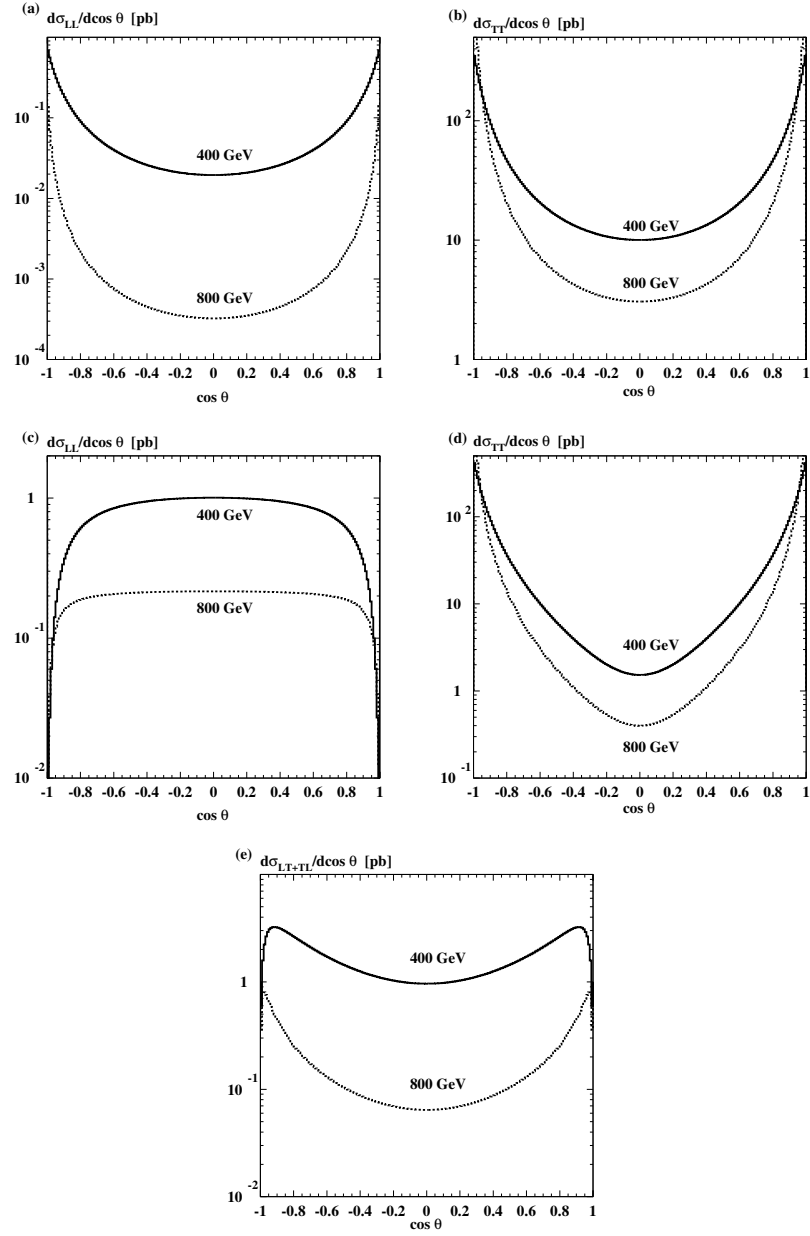 (a)
dσLL/dcos θ [pb]
10 -1
10 -2
10 -3
10 -4
400 GeV
800 GeV
-1 -0.8 -0.6 -0.4 -0.2 0 0.2 0.4 0.6 0.8 1
cos θ
(b)
dσTT/dcos θ [pb]
10 2
10
1
400 GeV
800 GeV
-1 -0.8 -0.6 -0.4 -0.2 0 0.2 0.4 0.6 0.8 1
cos θ
(c)
dσLL/dcos θ [pb]
1
10 -1
10 -2
400 GeV
800 GeV
-1 -0.8 -0.6 -0.4 -0.2 0 0.2 0.4 0.6 0.8 1
cos θ
(d)
dσTT/dcos θ [pb]
10 2
10
1
10 -1
400 GeV
800 GeV
-1 -0.8 -0.6 -0.4 -0.2 0 0.2 0.4 0.6 0.8 1
cos θ
(e)
dσLT+TL/dcos θ [pb]
1
10 -1
10 -2
400 GeV
800 GeV
-1 -0.8 -0.6 -0.4 -0.2 0 0.2 0.4 0.6 0.8 1
cos θ